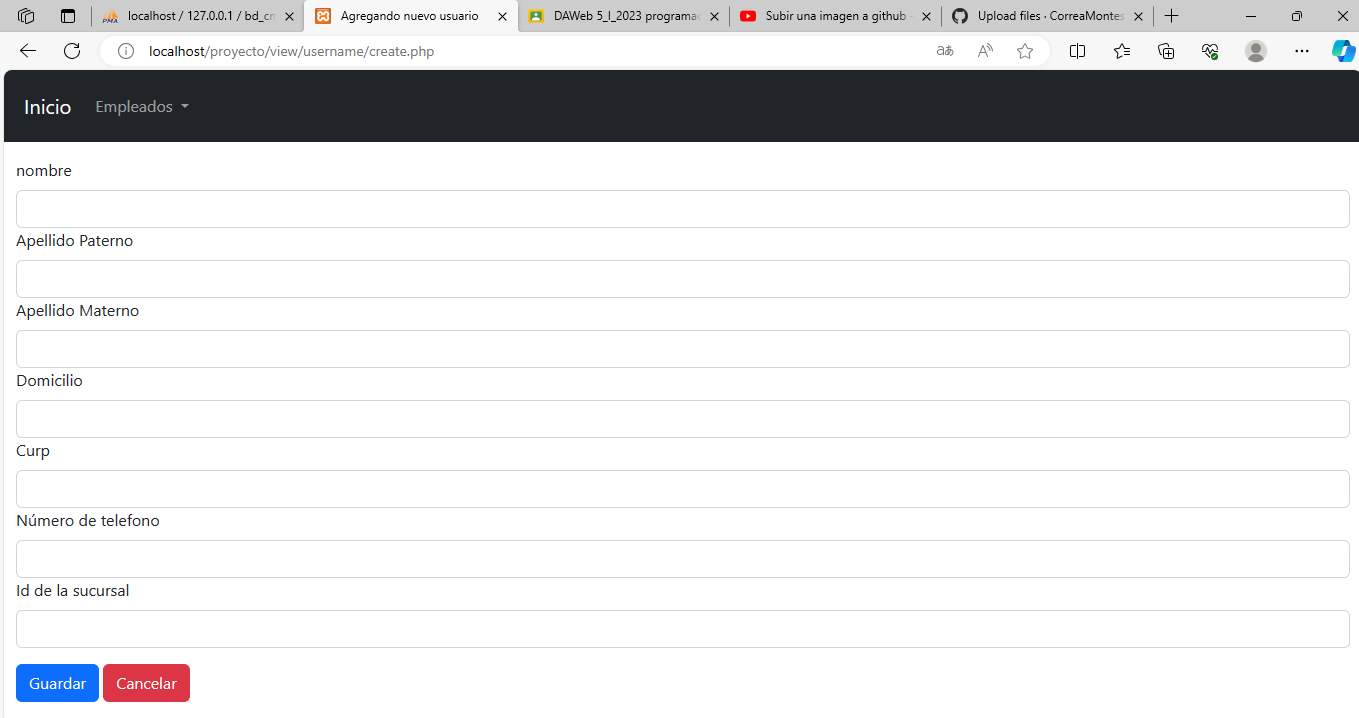 localhost / 127.0.0.1 / bd_cr
Agregando nuevo usuario
DAWeb 5_I_2023 programac
Subir una imagen a github -
Upload files · CorreaMontes
localhost/proyecto/view/username/create.php
Inicio Empleados
nombre
Apellido Paterno
Apellido Materno
Domicilio
Curp
Número de telefono
Id de la sucursal
Guardar Cancelar